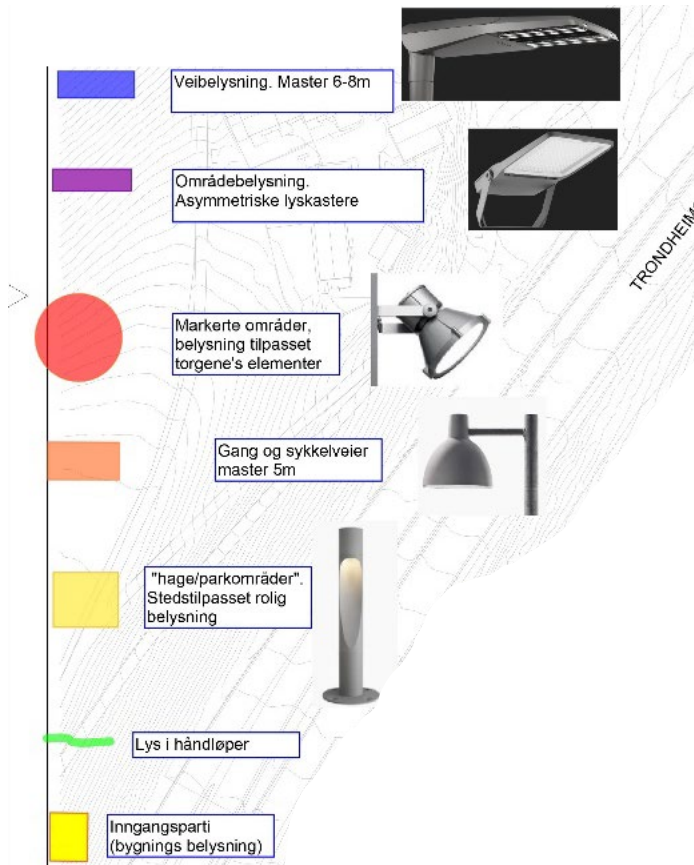 Veibelysning. Master 6-8m
Områdebelysning.
Asymmetriske lyskastere
TRONDHEIMS
Markerte områder,
belysning tilpasset
torgene's elementer
Gang og sykkelveier
master 5m
"hage/parkområder".
Stedstilpasset rolig
belysning
Lys i håndløper
Inngangsparti
(bygnings belysning)